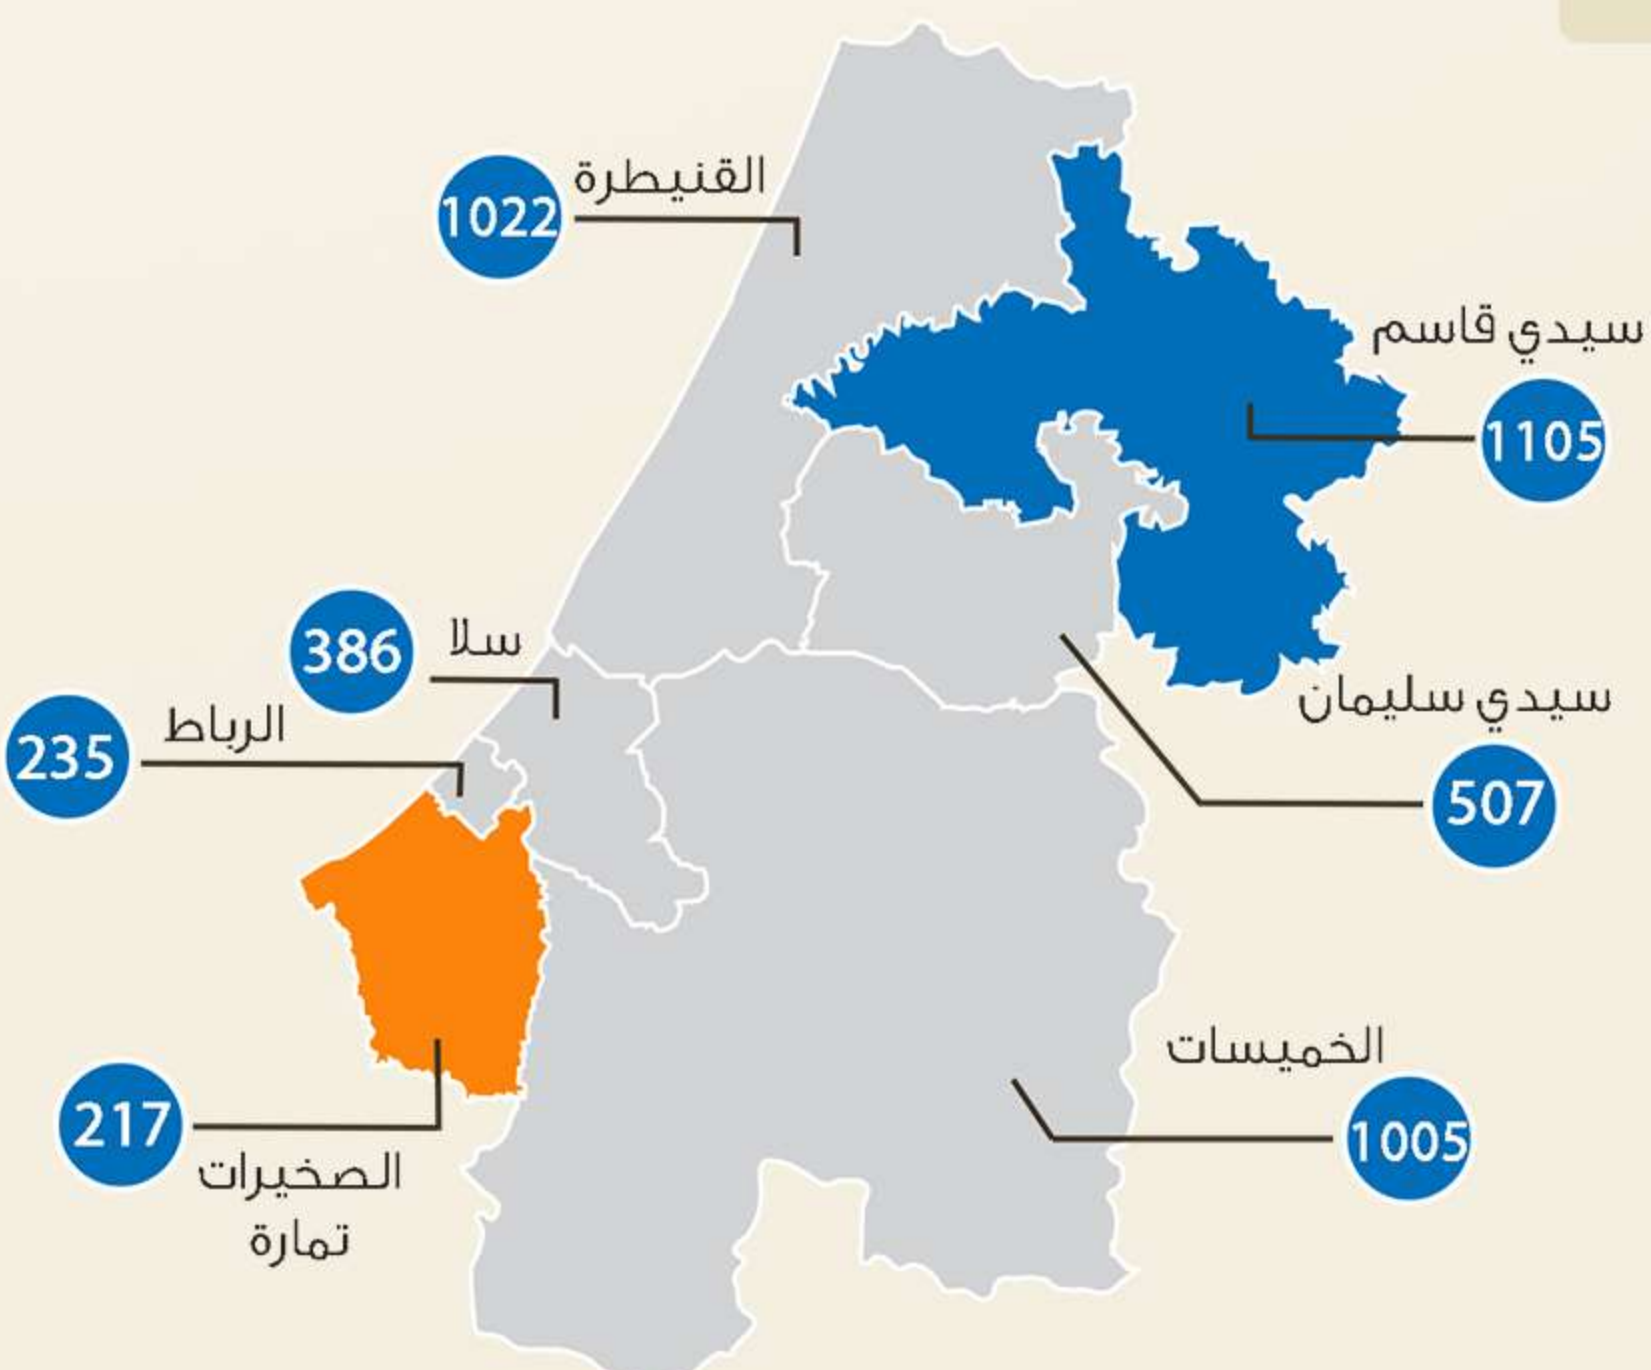 القنيطرة
1022
سيدي قاسم
1105
سلا
386
الرباط
235
سيدي سليمان
507
الخميسات
1005
217
الصخيرات
تمارة